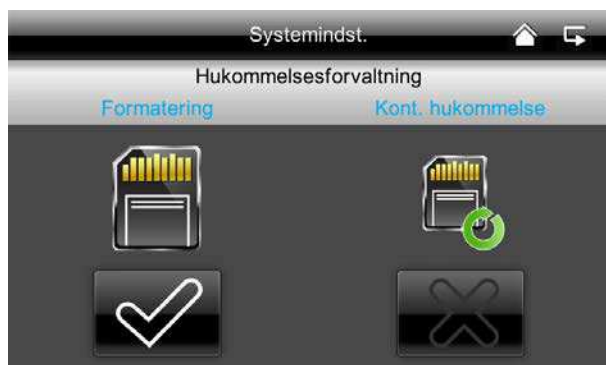 Systemindst.
Hukommelsesforvaltning
Formatering Kont. hukommelse